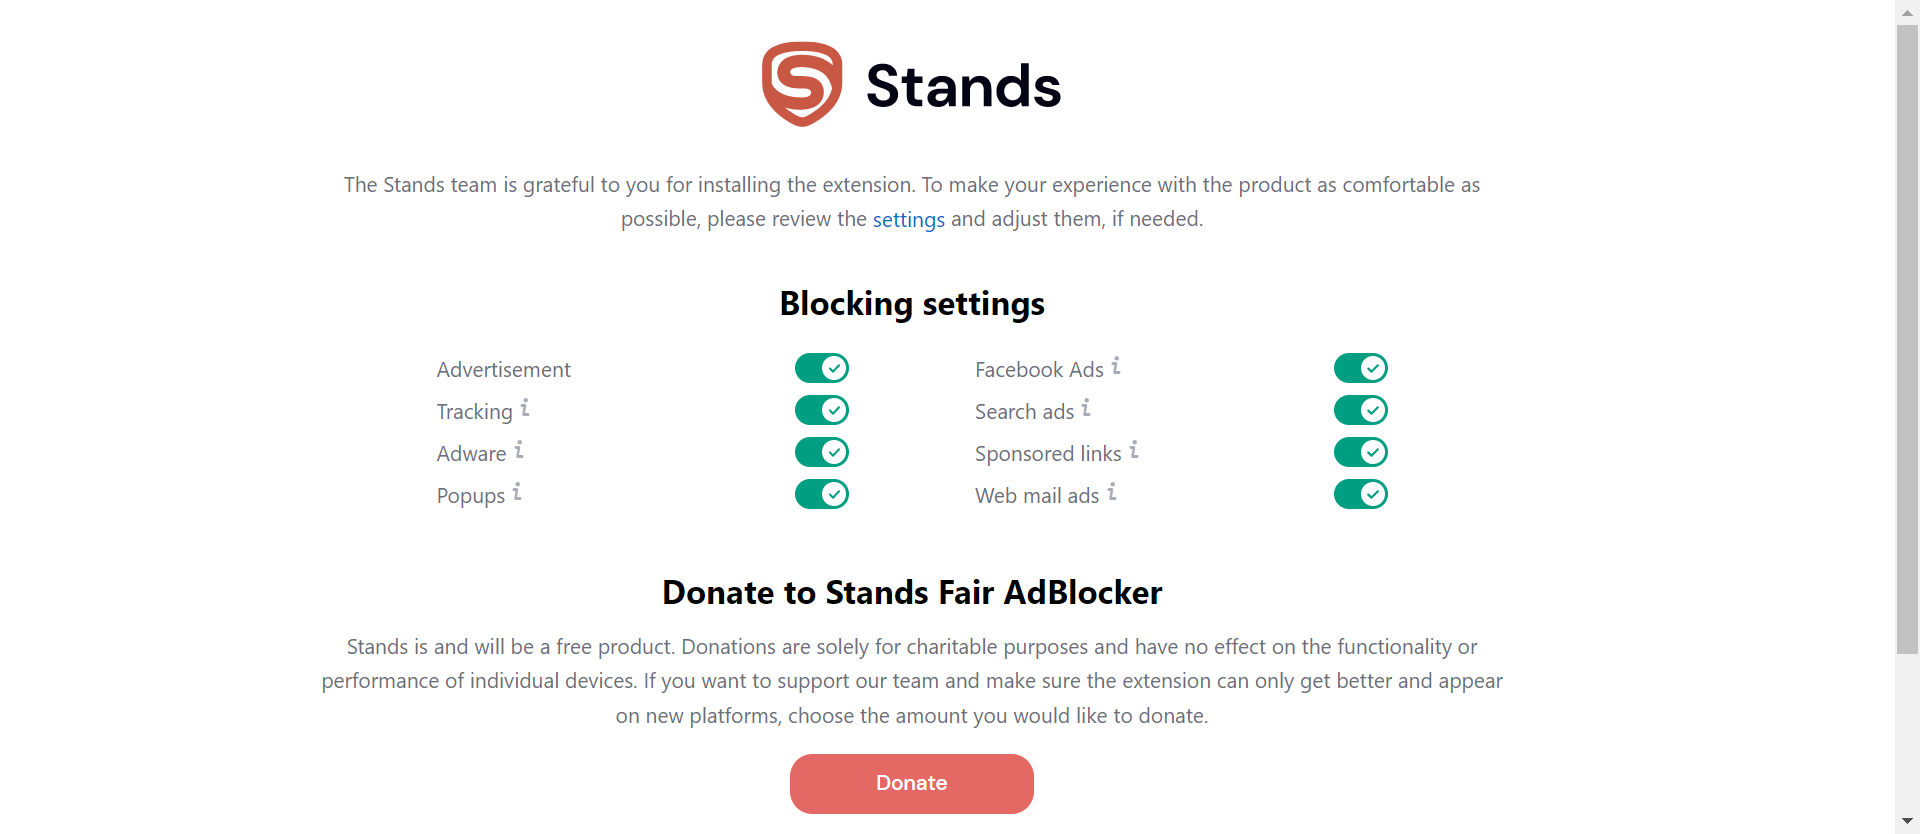 Stands
The Stands team is grateful to you for installing the extension. To make your experience with the product as comfortable as
possible, please review the settings and adjust them, if needed.
Blocking settings
Advertisement
Facebook Ads i
Tracking i
Search ads i
Adware i
Sponsored links i
Popups i
Web mail ads i
Donate to Stands Fair AdBlocker
Stands is and will be a free product. Donations are solely for charitable purposes and have no effect on the functionality or
performance of individual devices. If you want to support our team and make sure the extension can only get better and appear
on new platforms, choose the amount you would like to donate.
Donate